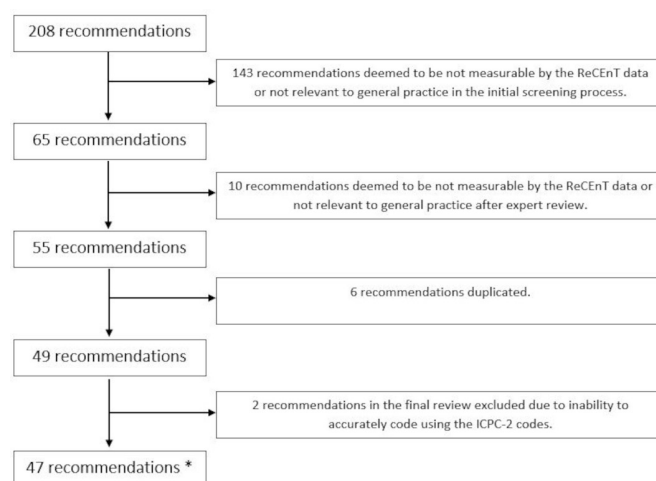 208 recommendations
143 recommendations deemed to be not measurable by the ReCEnT data
or not relevant to general practice in the initial screening process.
65 recommendations
10 recommendations deemed to be not measurable by the ReCEnT data or
not relevant to general practice after expert review.
55 recommendations
6 recommendations duplicated.
49 recommendations
2 recommendations in the final review excluded due to inability to
accurately code using the ICPC-2 codes.
47 recommendations *